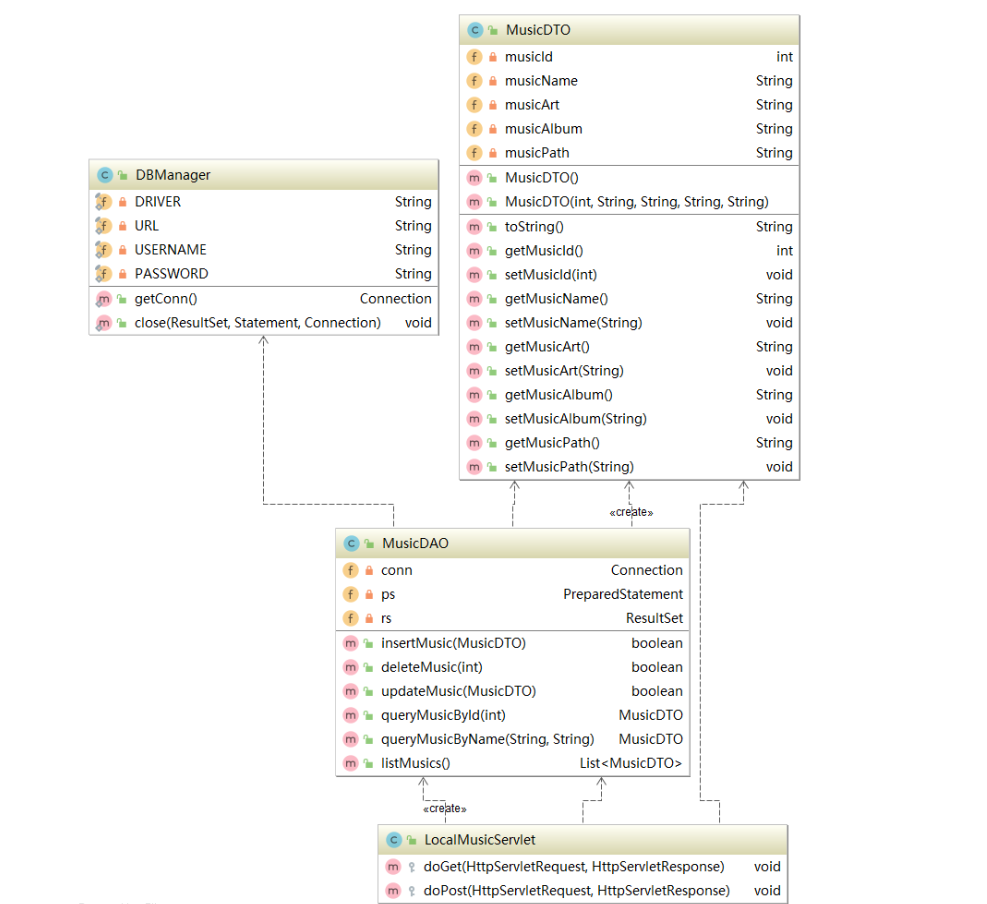 MusicDTO
musicId int
musicName String
musicArt String
musicAlbum String
musicPath String
MusicDTO()
MusicDTO(int, String, String, String, String)
toString() String
getMusicId() int
setMusicId(int) void
getMusicName() String
setMusicName(String) void
getMusicArt() String
setMusicArt(String) void
getMusicAlbum() String
setMusicAlbum(String) void
getMusicPath() String
setMusicPath(String) void
DBManager
DRIVER String
URL String
USERNAME String
PASSWORD String
getConn() Connection
close(ResultSet, Statement, Connection) void
«create»
MusicDAO
conn Connection
ps PreparedStatement
rs ResultSet
insertMusic(MusicDTO) boolean
deleteMusic(int) boolean
updateMusic(MusicDTO) boolean
queryMusicById(int) MusicDTO
queryMusicByName(String, String) MusicDTO
listMusics() List<MusicDTO>
«create»
LocalMusicServlet
doGet(HttpServletRequest, HttpServletResponse) void
doPost(HttpServletRequest, HttpServletResponse) void